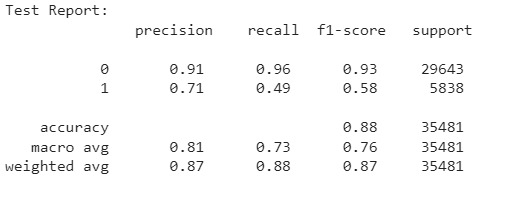 Test Report:
precision recall f1-score support
0 0.91 0.96 0.93 29643
1 0.71 0.49 0.58 5838
accuracy 0.88 35481
macro avg 0.81 0.73 0.76 35481
weighted avg 0.87 0.88 0.87 35481